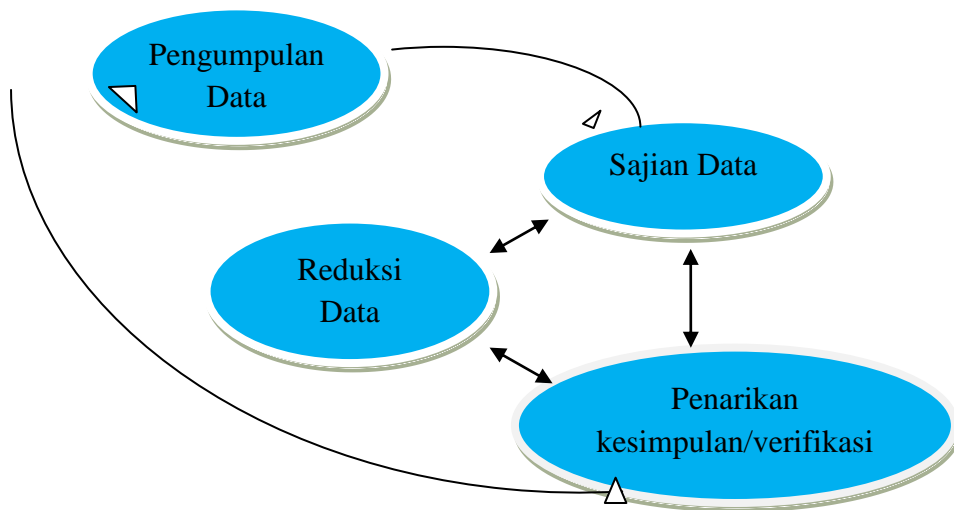 Pengumpulan
Data
Sajian Data
Reduksi
Data
Penarikan
kesimpulan/verifikasi